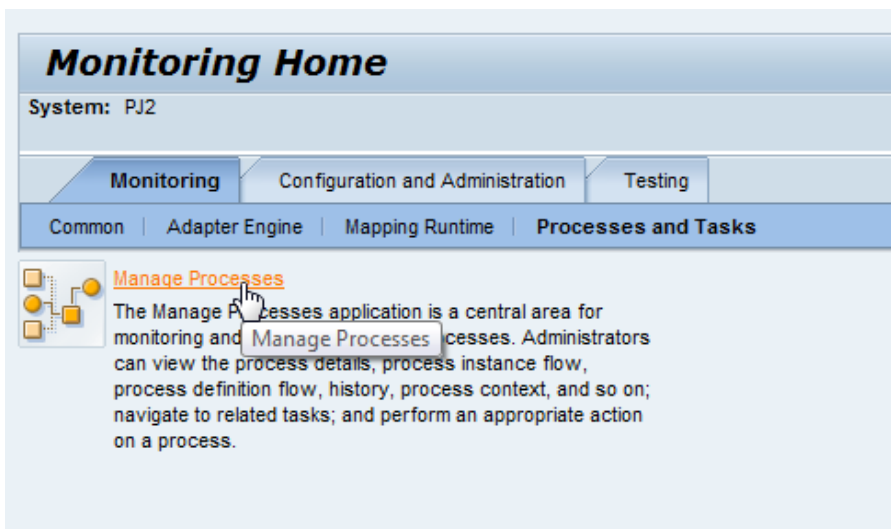 Monitoring Home
System: PJ2
Monitoring Configuration and Administration Testing
Common | Adapter Engine | Mapping Runtime | Processes and Tasks
Manage Processes
The Manage P cesses application is a central area for
monitoring and Manage Processes cesses. Administrators
can view the process details, process instance flow,
process definition flow, history, process context, and so on;
navigate to related tasks; and perform an appropriate action
on a process.